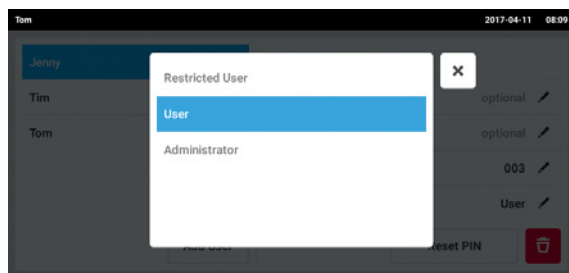 Tom 2017-04-11 08:09
Jenny
Restricted User
Tim optional
User
Tom optional
Administrator
003
User
Add User Reset PIN